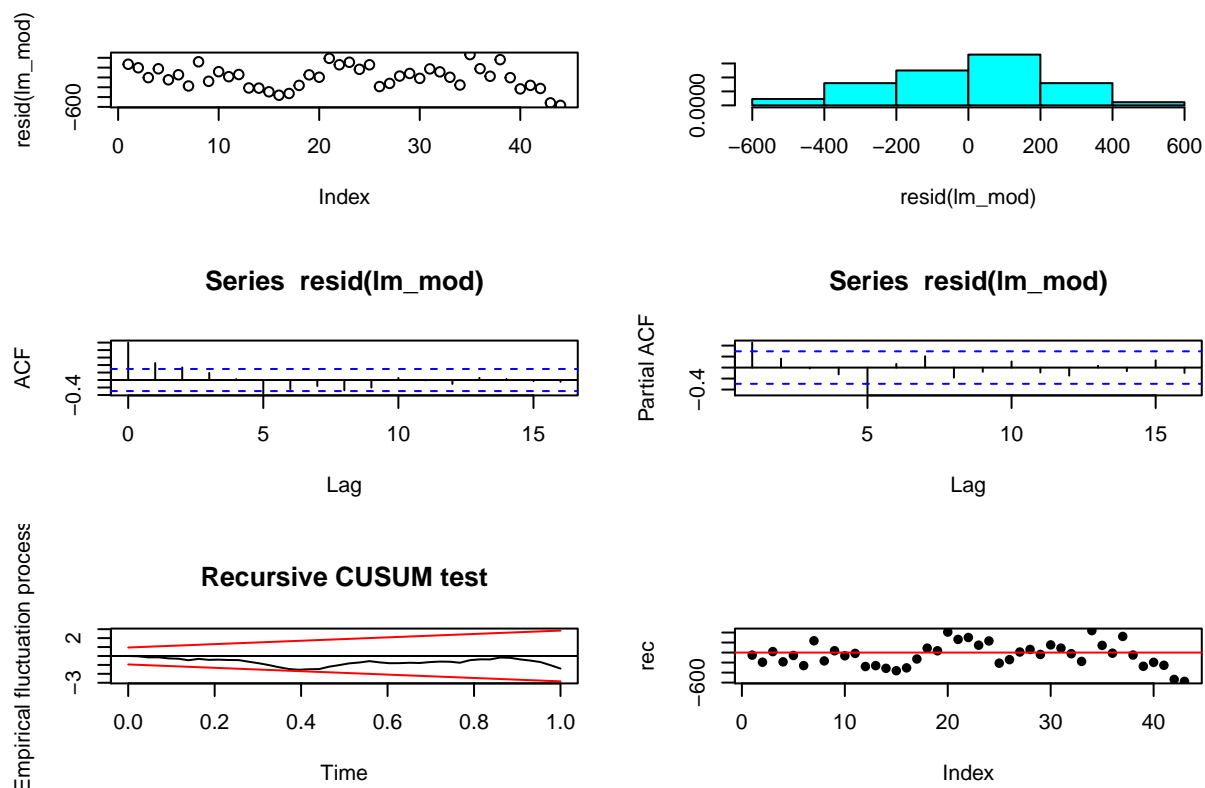 resid(lm_mod)
−600
0 20 40
Index
0.0000
−600 −400 −200 0 200 400 600
resid(lm_mod)
Series resid(lm_mod)
ACF
−0.4
0 5 10 15
Lag
Series resid(lm_mod)
Partial ACF
−0.4
5 10 15
Lag
Recursive CUSUM test
Empirical fluctuation process
−3 2
0.0 0.2 0.4 0.6 0.8 1.0
Time
rec
−600
0 10 20 30 40
Index